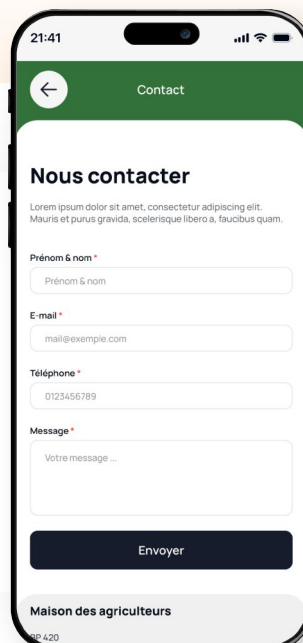 21:41
Contact
Nous contacter
Lorem ipsum dolor sit amet, consectetur adipiscing elit.
Mauris et purus gravida, scelerisque libero a, faucibus quam.
Prénom & nom *
Prénom & nom
E-mail *
mail@exemple.com
Téléphone *
0123456789
Message *
Votre message ...
Envoyer
Maison des agriculteurs
BP 420